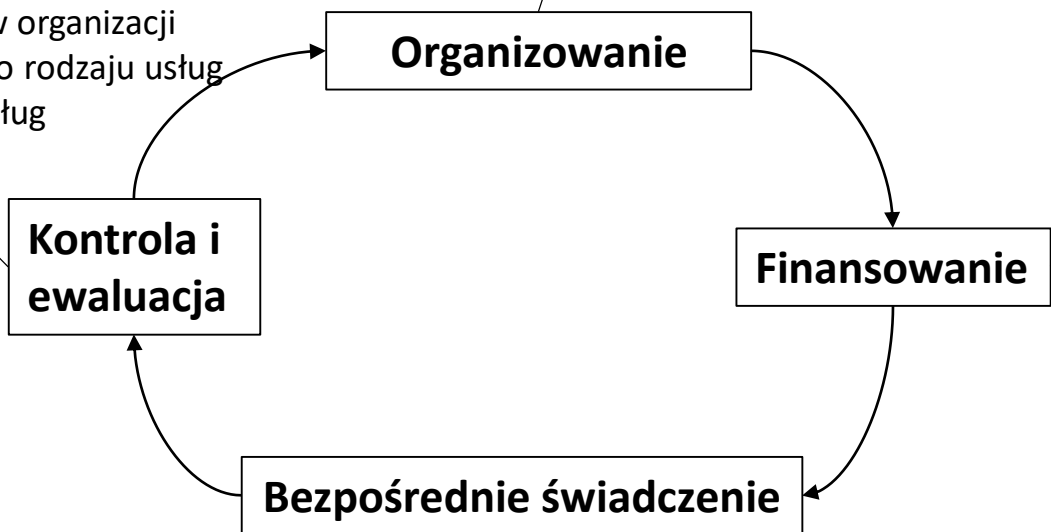 w organizacji
o rodzaju usług
ług
Organizowanie
Kontrola i
ewaluacja
Finansowanie
Bezpośrednie świadczenie